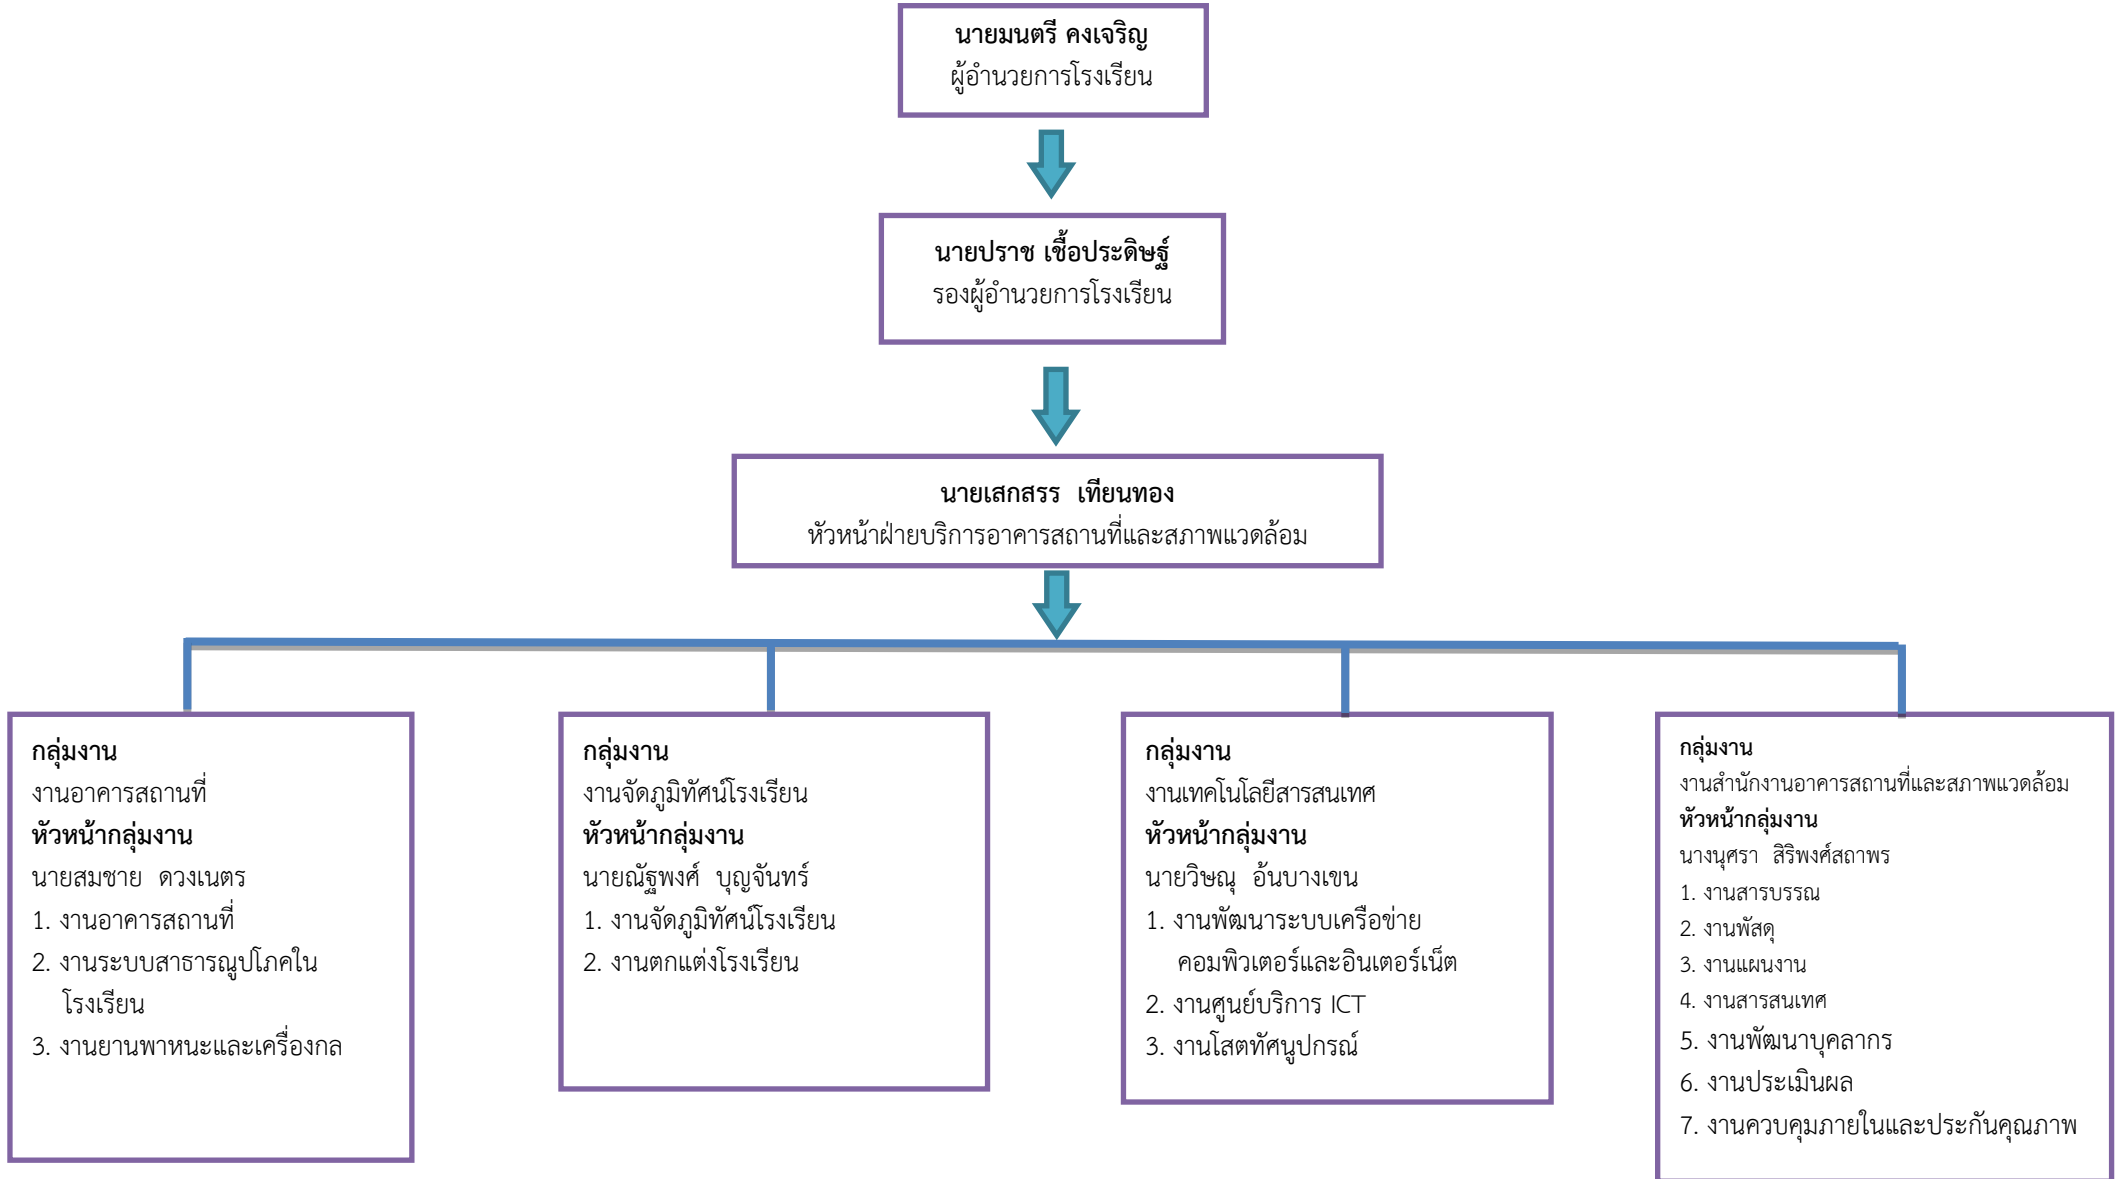 นายมนตรี คงเจริญ
ผู้อำนวยการโรงเรียน
นายปราช เชื้อประดิษฐ์
รองผู้อำนวยการโรงเรียน
นายเสกสรร  เทียนทอง
หัวหน้าฝ่ายบริการอาคารสถานที่และสภาพแวดล้อม
กลุ่มงาน
งานอาคารสถานที่
หัวหน้ากลุ่มงาน
นายสมชาย  ดวงเนตร
1. งานอาคารสถานที่
2. งานระบบสาธารณูปโภคใน
โรงเรียน
3. งานยานพาหนะและเครื่องกล
กลุ่มงาน
งานจัดภูมิทัศน์โรงเรียน
หัวหน้ากลุ่มงาน
นายณัฐพงศ์  บุญจันทร์
1. งานจัดภูมิทัศน์โรงเรียน
2. งานตกแต่งโรงเรียน
กลุ่มงาน
งานเทคโนโลยีสารสนเทศ
หัวหน้ากลุ่มงาน
นายวิษณุ  อ้นบางเขน
1. งานพัฒนาระบบเครือข่าย
คอมพิวเตอร์และอินเตอร์เน็ต
2. งานศูนย์บริการ ICT
3. งานโสตทัศนูปกรณ์
กลุ่มงาน
งานสำนักงานอาคารสถานที่และสภาพแวดล้อม
หัวหน้ากลุ่มงาน
นางนุศรา  สิริพงศ์สถาพร
1. งานสารบรรณ
2. งานพัสดุ
3. งานแผนงาน
4. งานสารสนเทศ
5. งานพัฒนาบุคลากร
6. งานประเมินผล
7. งานควบคุมภายในและประกันคุณภาพ